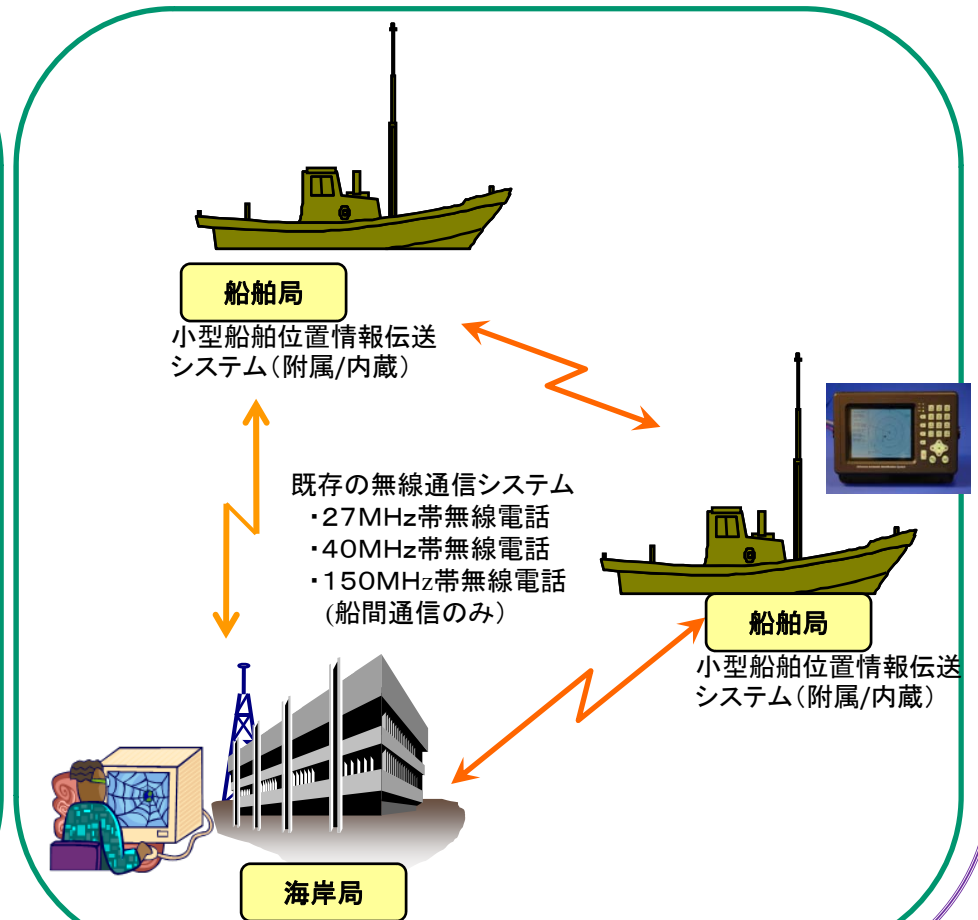 船舶局
小型船舶位置情報伝送
システム（附属/内蔵）
既存の無線通信システム
・27MHz帯無線電話
・40MHz帯無線電話
・150MHz帯無線電話
(船間通信のみ）
船舶局
小型船舶位置情報伝送
システム（附属/内蔵）
海岸局